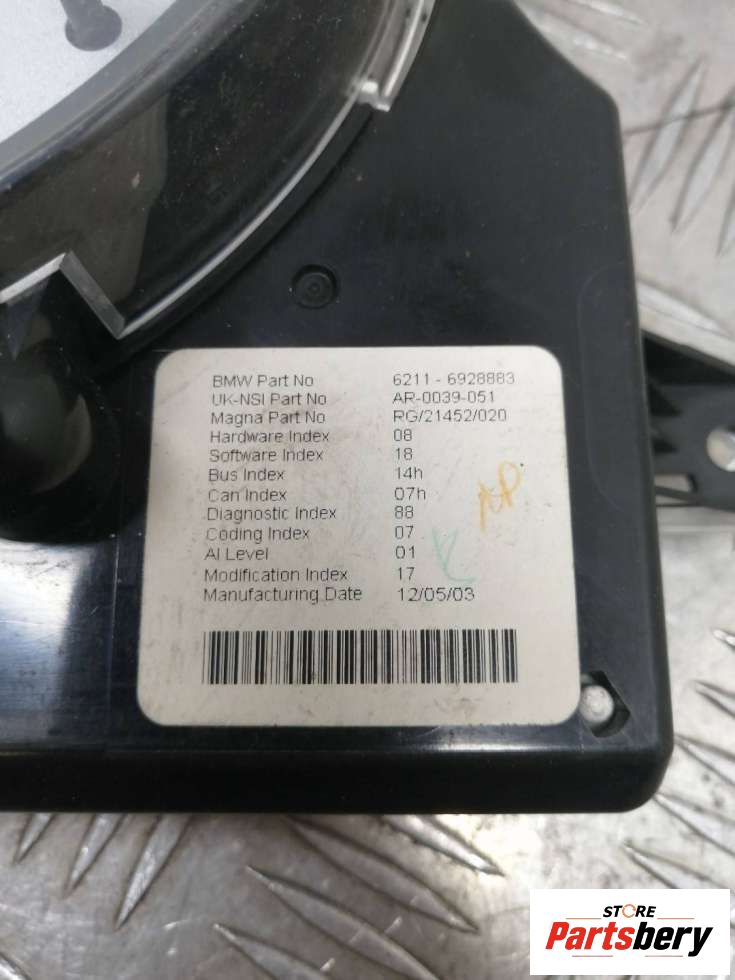 BMW Part No 6211 - 6928883
UK-NSI Part No AR-0039-051
Magna Part No RG/21452/020
Hardware Index 08
Software Index 18
Bus Index 14h
Can Index 07h
Diagnostic Index 88
Coding Index 07
AI Level 01
Modification Index 17
Manufacturing Date 12/05/03
STORE
Partsbery